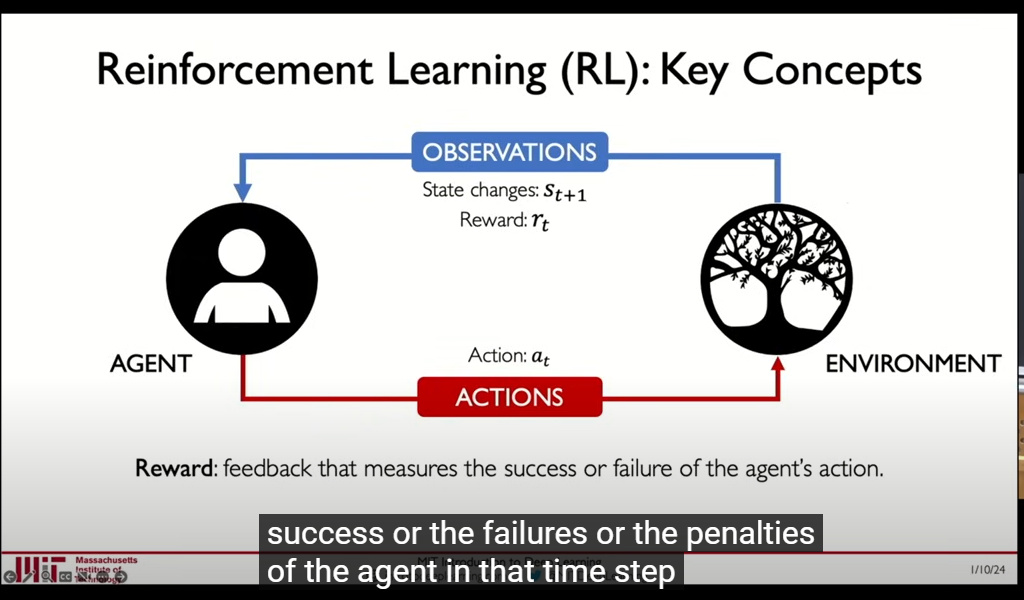 Reinforcement Learning (RL): Key Concepts
OBSERVATIONS
State changes: s_{t+1}
Reward: r_t
AGENT
ENVIRONMENT
Action: a_t
ACTIONS
Reward: feedback that measures the success or failure of the agent's action.
success or the failures or the penalties
of the agent in that time step
MIT
Massachusetts
Institute of
Technology
1/10/24